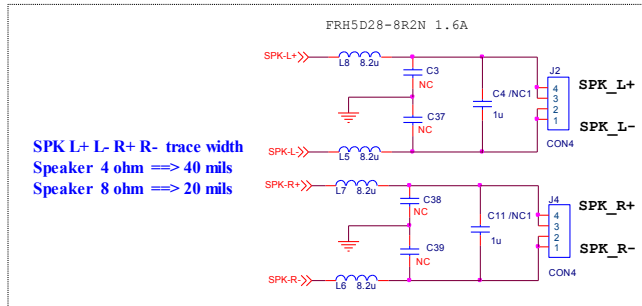 FRH5D28-8R2N 1.6A
SPK-L+
L8 8.2u
C3
NC
J2
SPK_L+
4
3
2
1
C4 /NC1
1u
C37
NC
SPK_L-
CON4
SPK L+ L- R+ R- trace width
Speaker 4 ohm ==> 40 mils
Speaker 8 ohm ==> 20 mils
SPK-L-
L5 8.2u
SPK-R+
L7 8.2u
C38
NC
J4
SPK_R+
4
3
2
1
C11 /NC1
1u
C39
NC
SPK_R-
CON4
SPK-R-
L6 8.2u